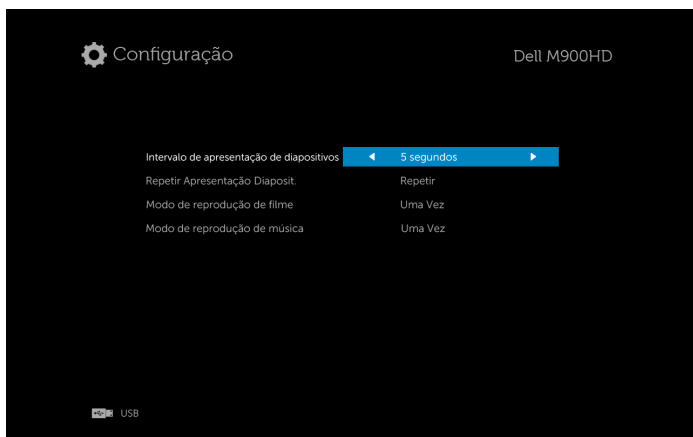 Configuração
Dell M900HD
Intervalo de apresentação de diapositivos 5 segundos
Repetir Apresentação Diaposit. Repetir
Modo de reprodução de filme Uma Vez
Modo de reprodução de música Uma Vez
USB